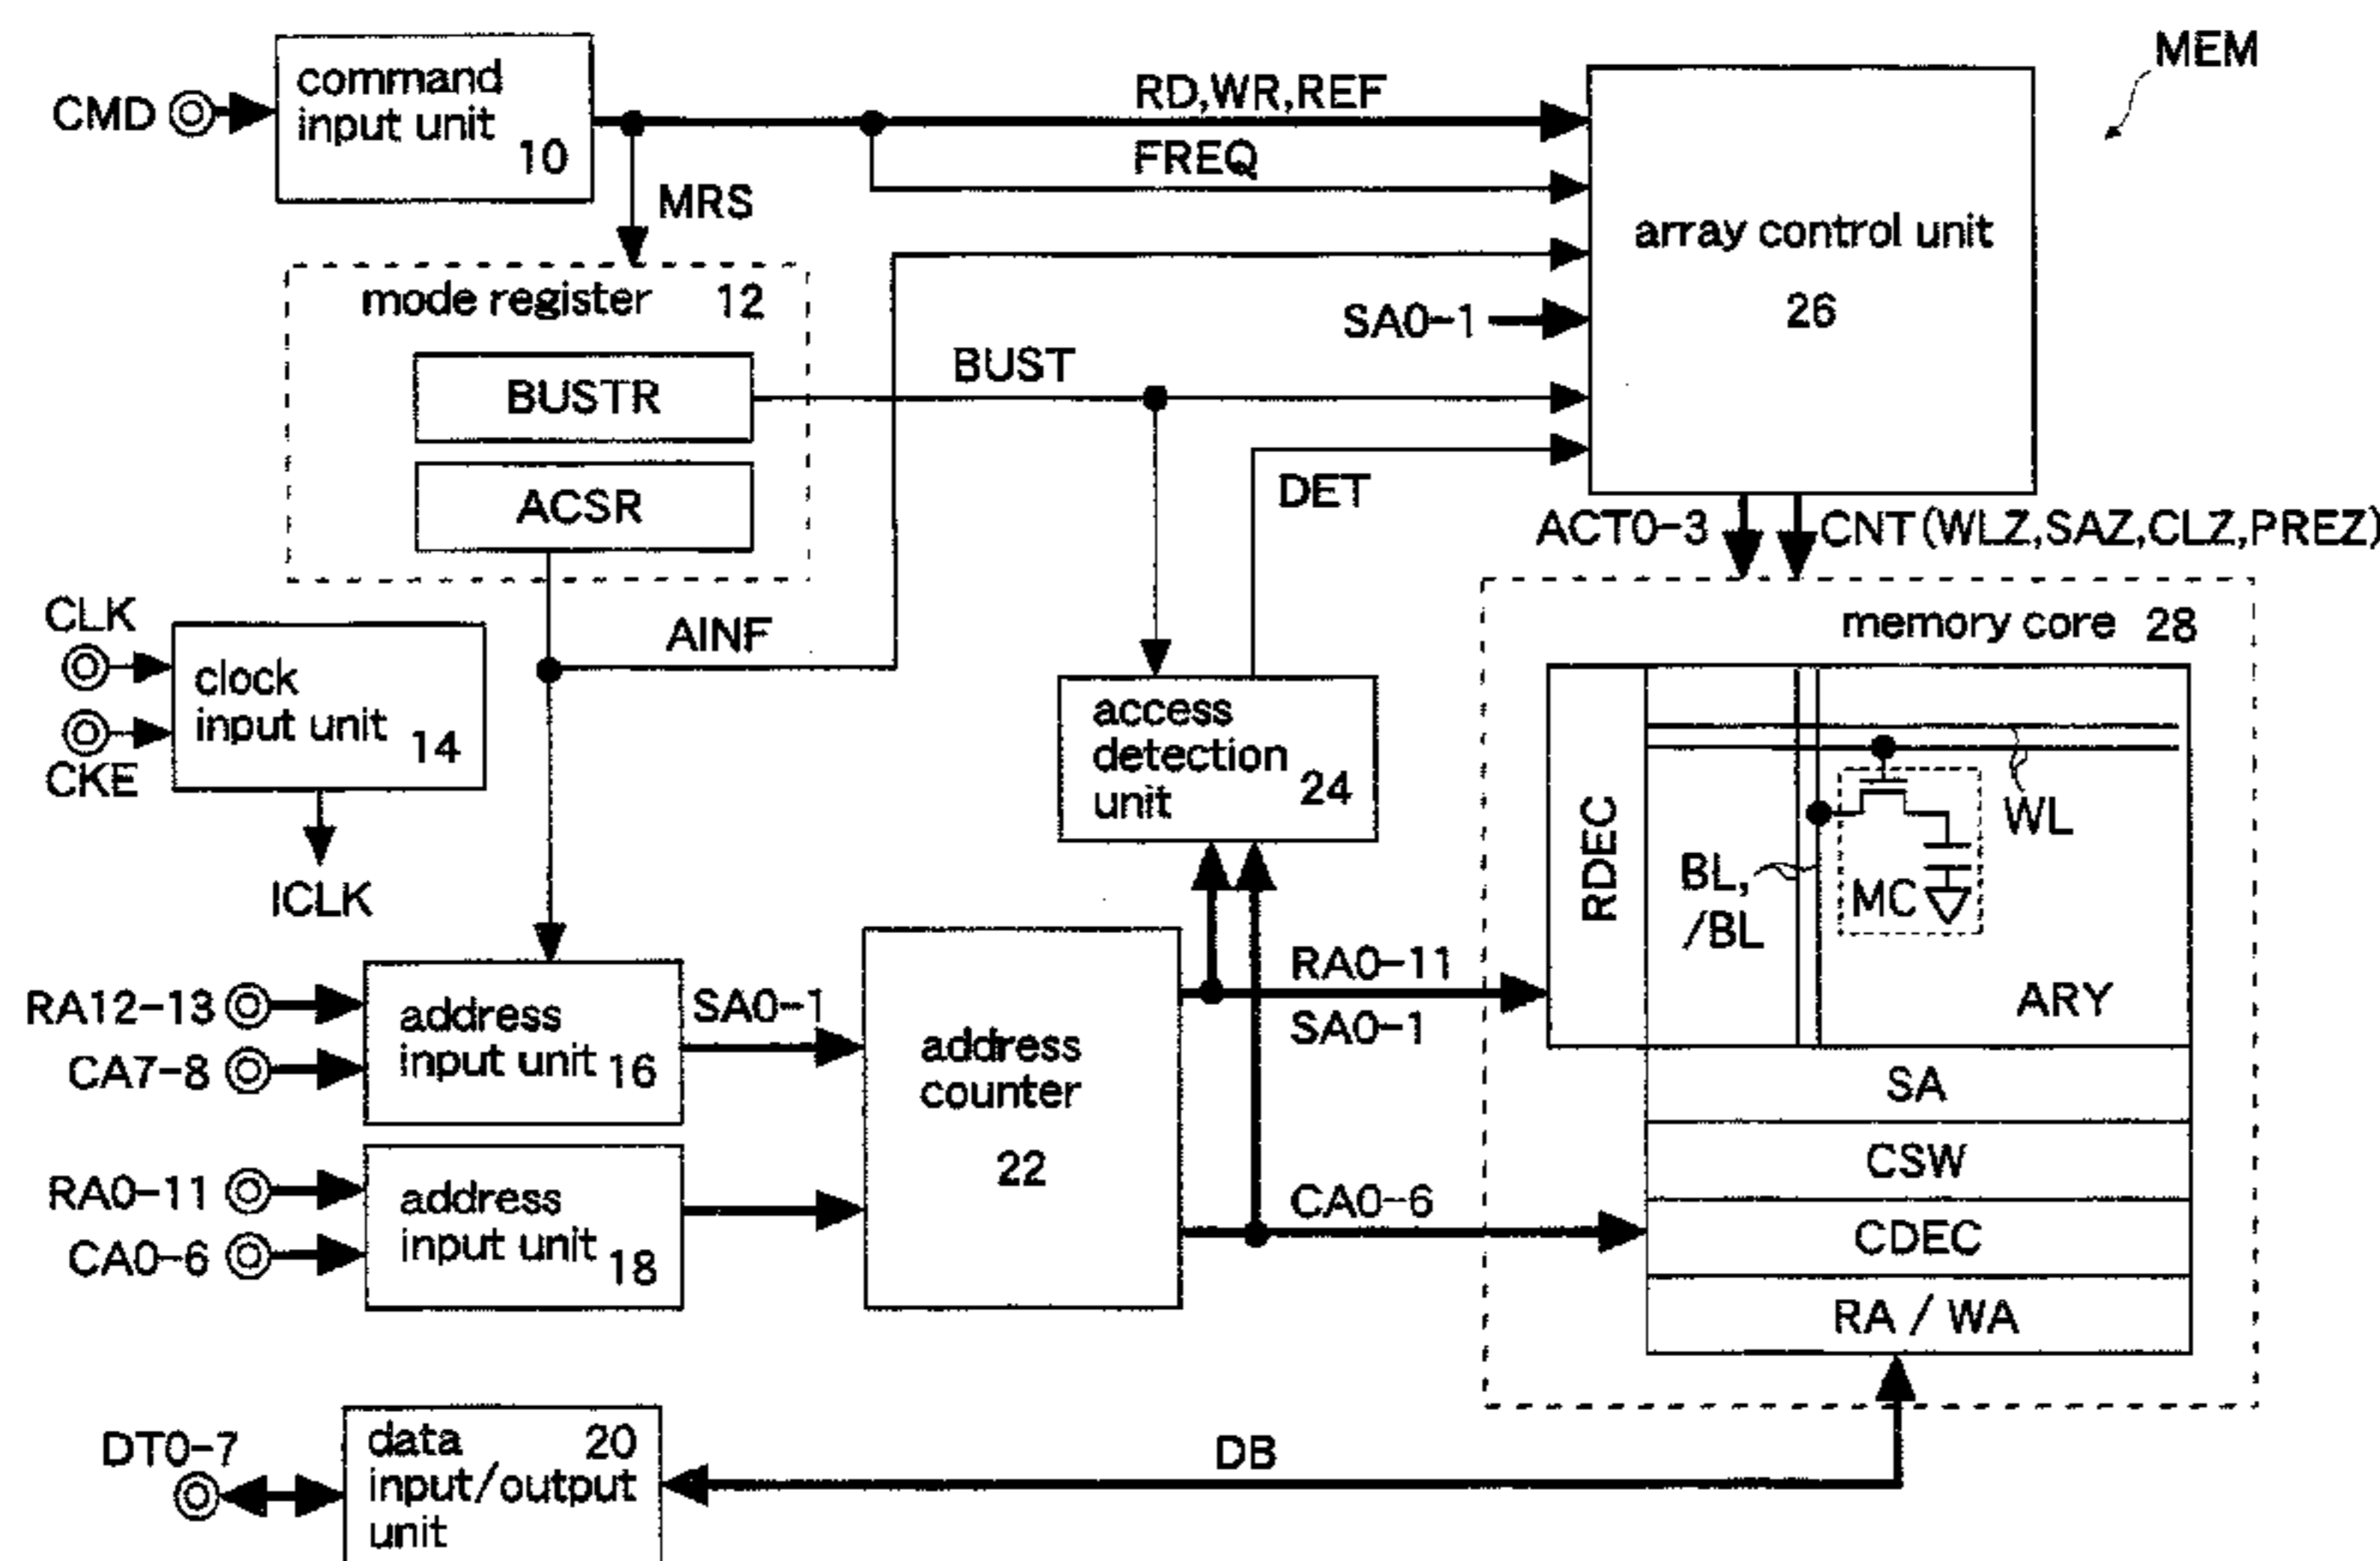 MEM
CMD
command
input unit
10
RD,WR,REF
FREQ
MRS
array control unit
26
mode register 12
SA0-1
BUSTR
BUST
ACSR
DET
ACT0-3
CNT(WLZ,SAZ,CLZ,PREZ)
AINF
CLK
CKE
clock
input unit
14
ICLK
access
detection
unit
24
memory core 28
RDEC
BL,
/BL
MC
WL
ARY
RA12-13
CA7-8
address
input unit
16
SA0-1
address
counter
22
RA0-11
SA0-1
SA
CSW
CDEC
RA / WA
RA0-11
CA0-6
address
input unit
18
CA0-6
DT0-7
data
input/output
unit
20
DB